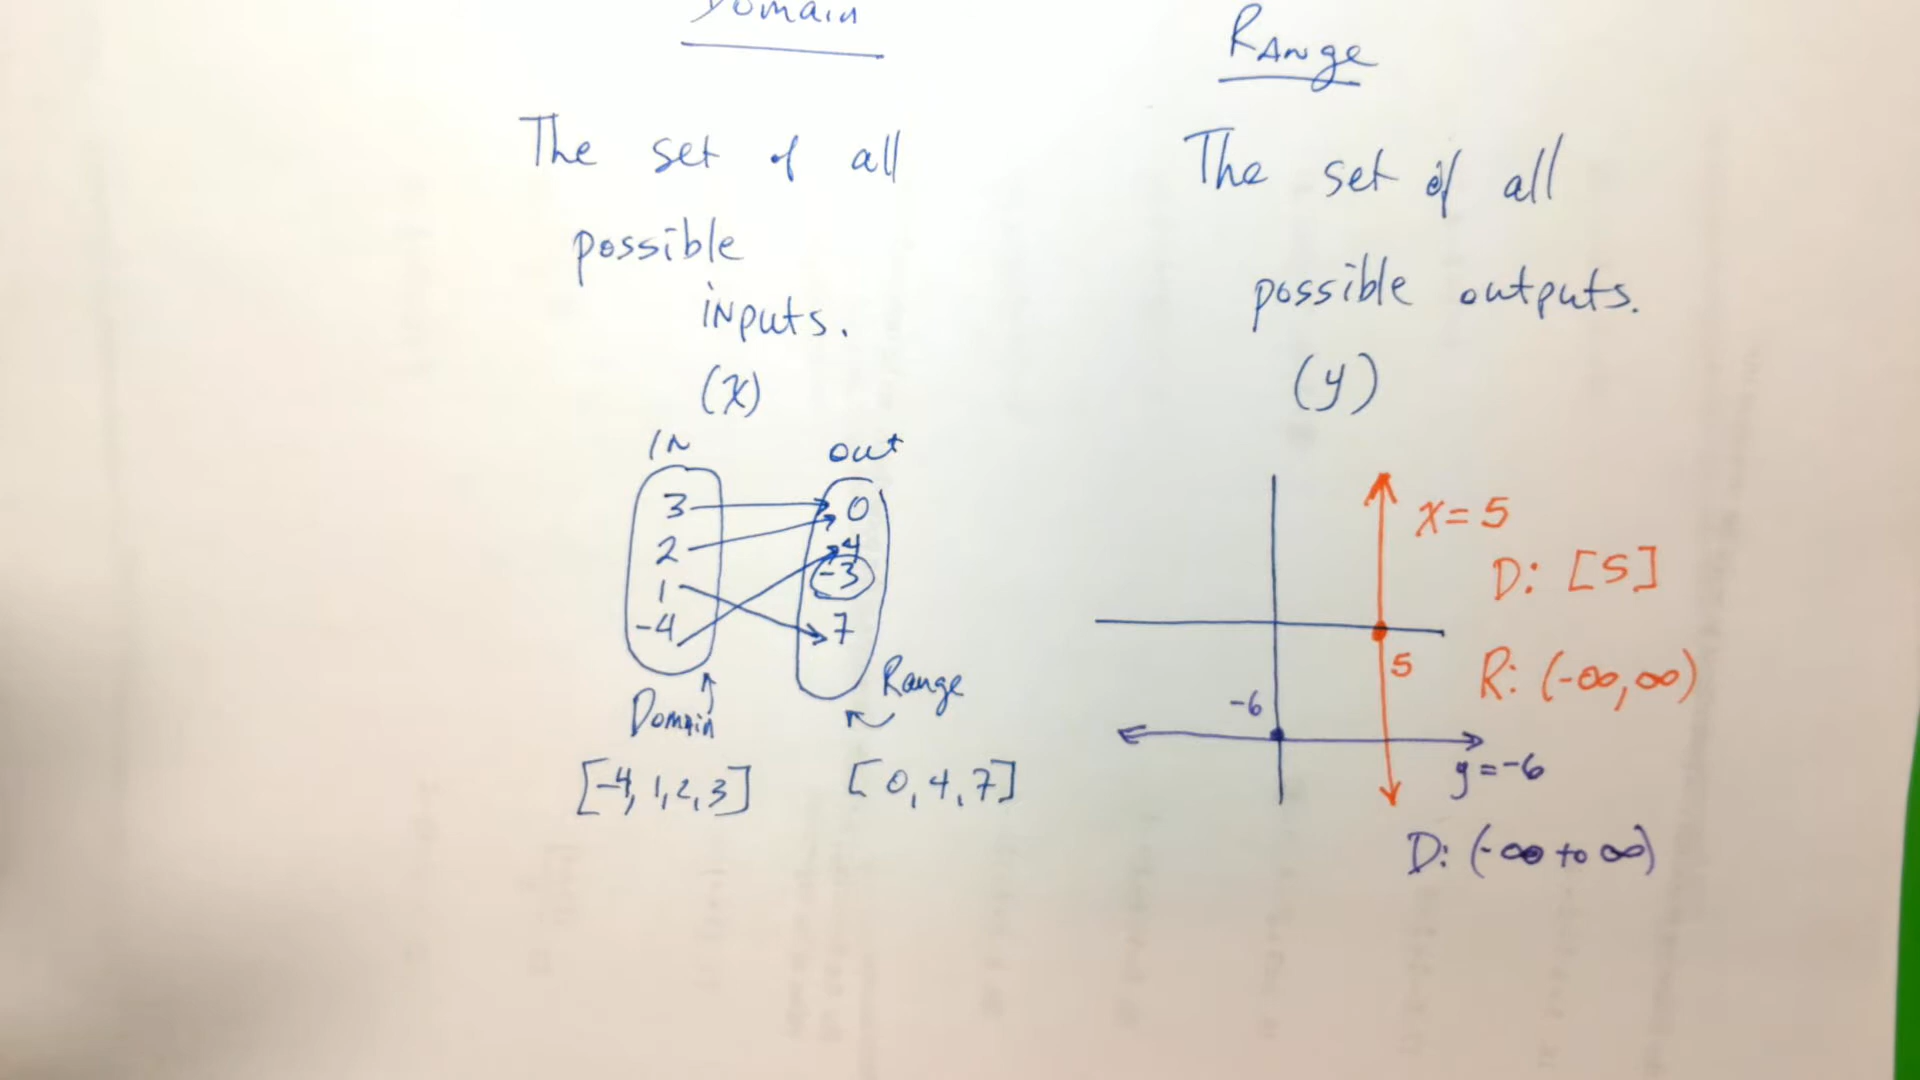 Domain
The set of all
possible
inputs.
(x)
IN
out
3
2
1
-4
0
4
-3
7
Domain
Range
[-4, 1, 2, 3]
[0, 4, 7]
RANge
The set of all
possible outputs.
(y)
x=5
D: [5]
5
R: (-∞,∞)
-6
y=-6
D: (-∞ to ∞)